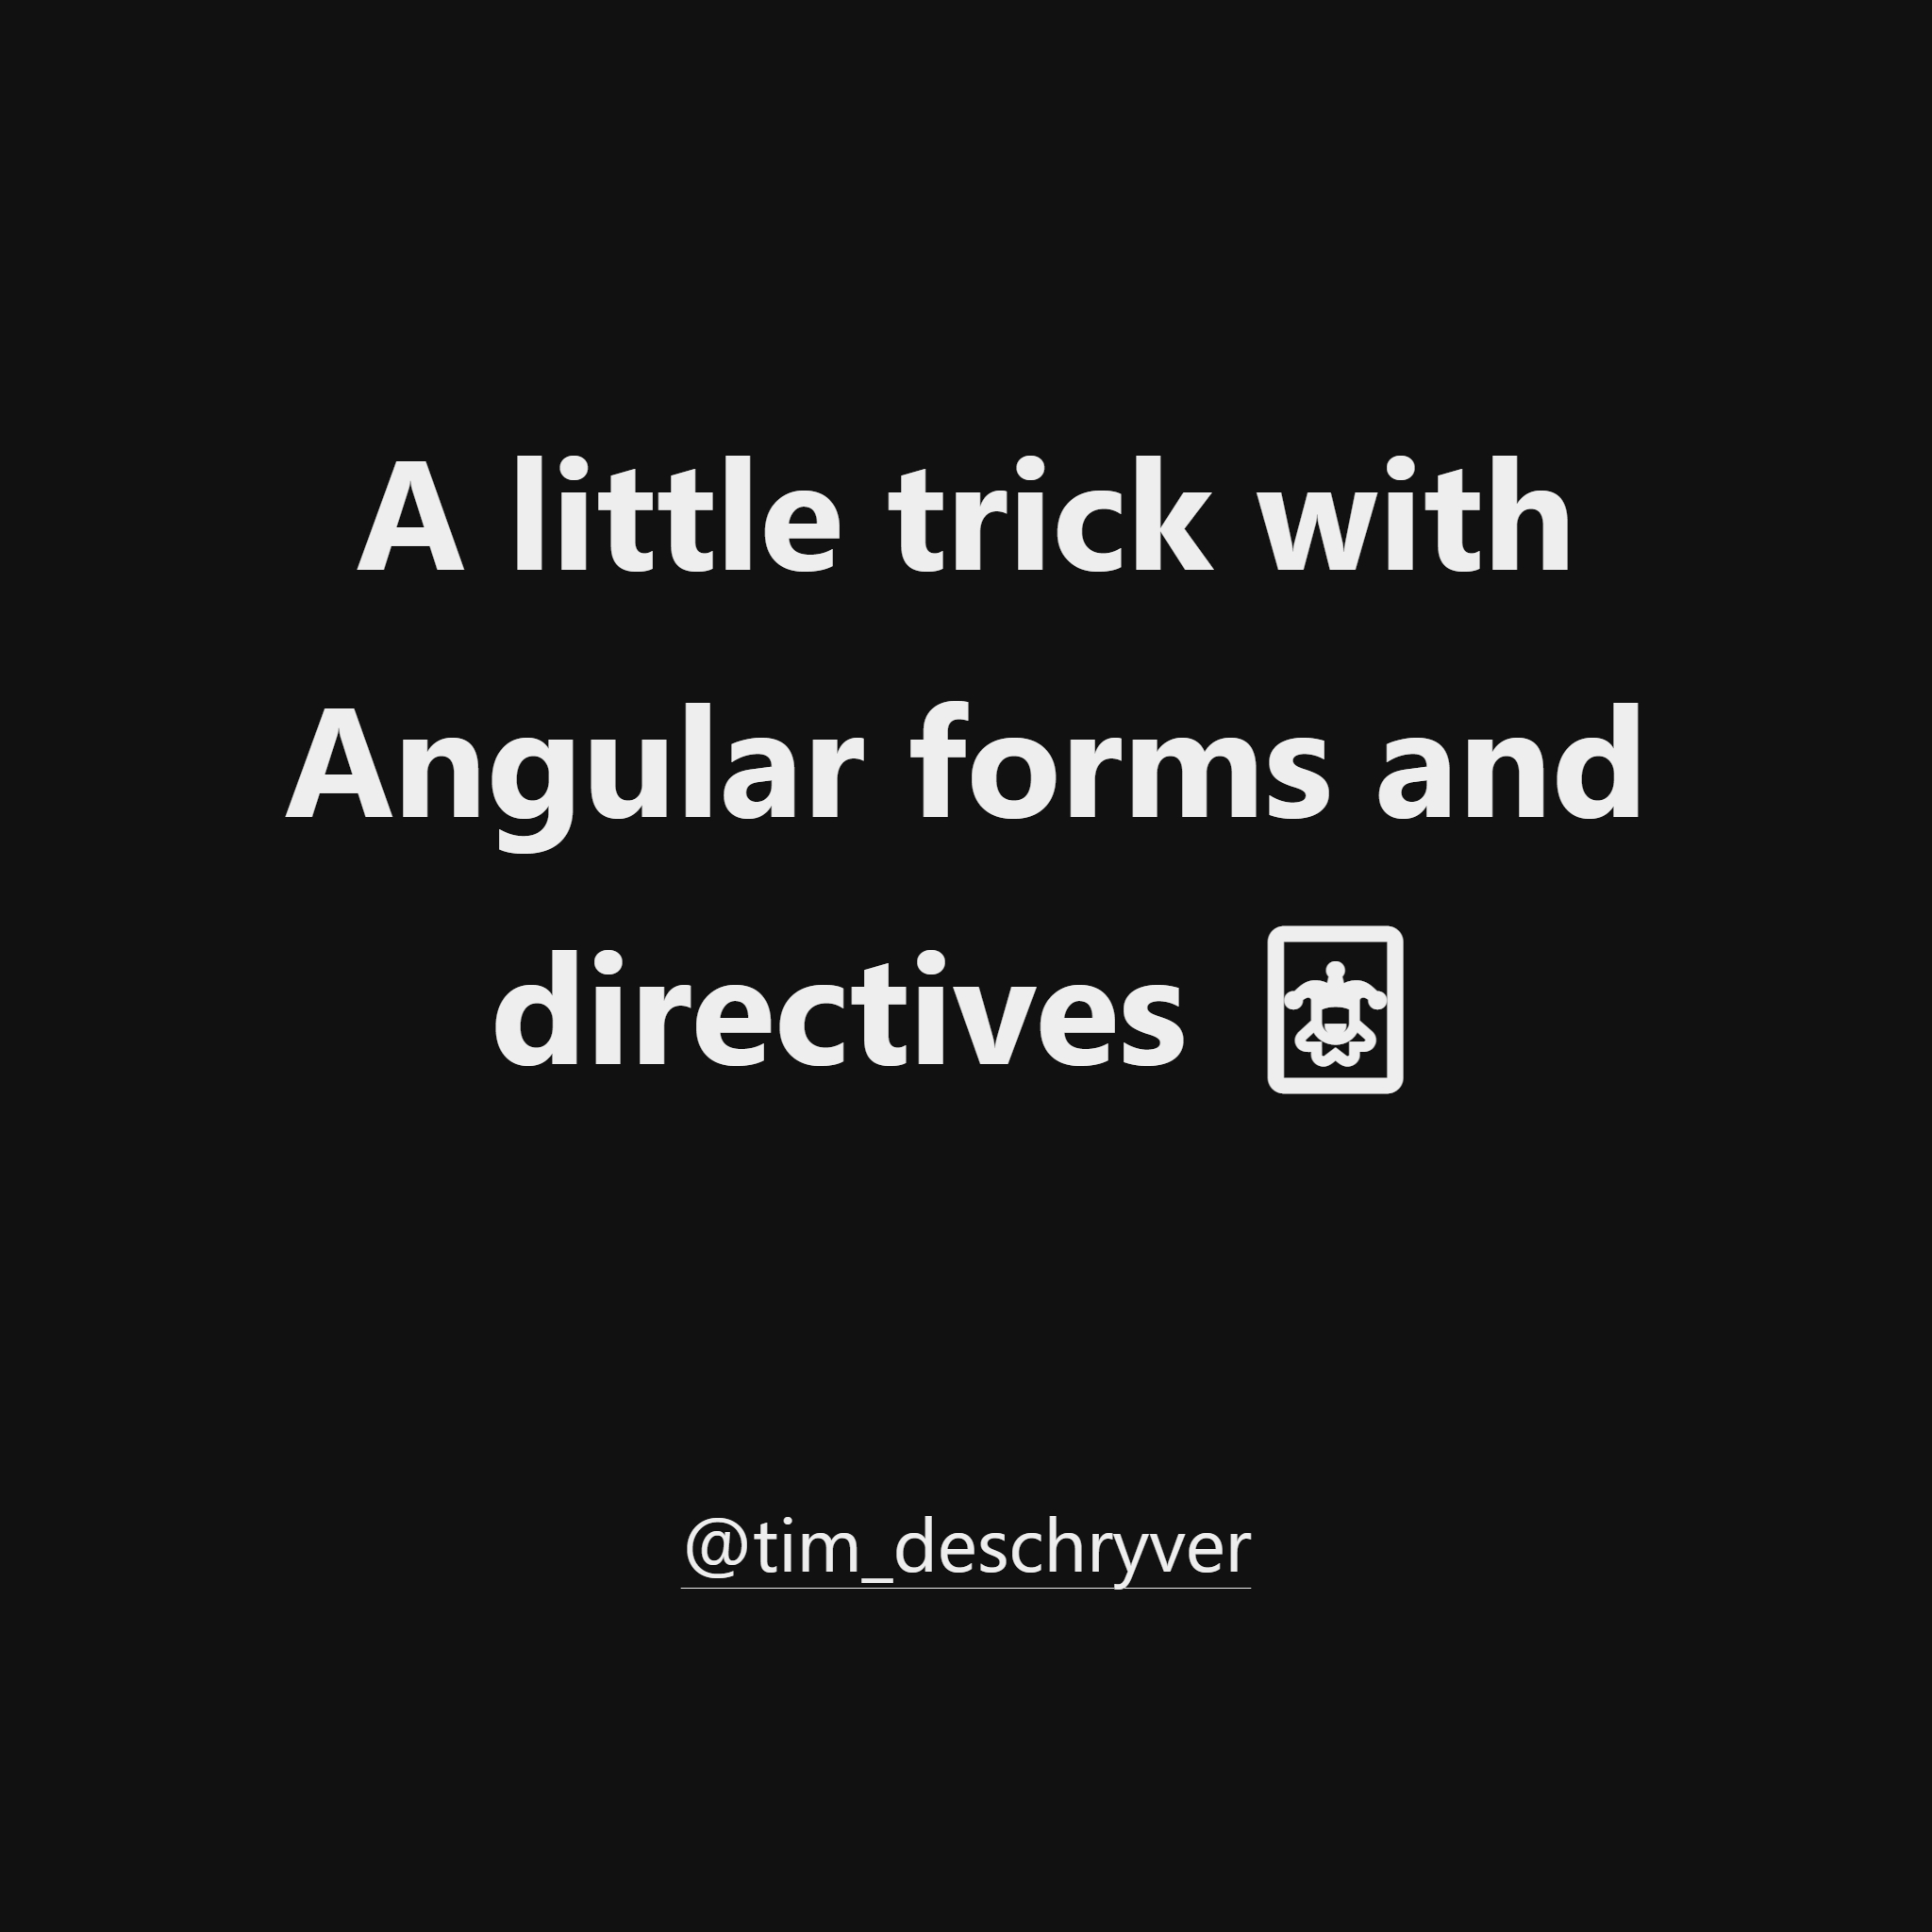 A little trick with
Angular forms and
directives 🃏
@tim_deschryver